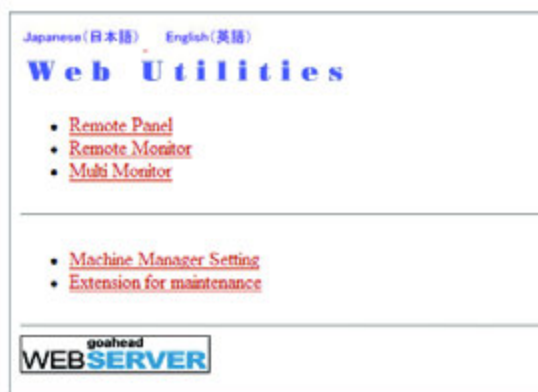 Japanese(日本語) English(英語)
Web Utilities
Remote Panel
Remote Monitor
Multi Monitor
Machine Manager Setting
Extension for maintenance
goahead
WEBSERVER